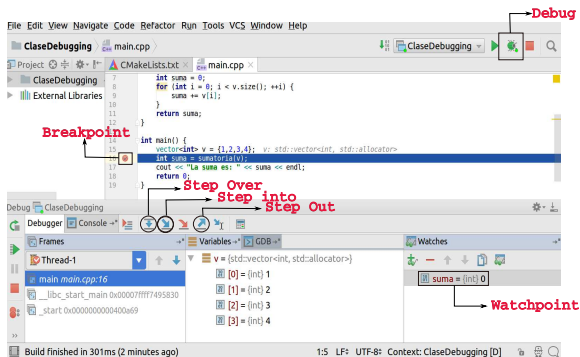 Debug
File Edit View Navigate Code Refactor Run Tools VCS Window Help
ClaseDebugging main.cpp
ClaseDebugging
Project
CMakeLists.txt × main.cpp ×
ClaseDebugging
External Libraries
7 int suma = 0;
8 for (int i = 0; i < v.size(); ++i) {
9 suma += v[i];
10 }
11 return suma;
12 }
13
14 int main() {
15 vector<int> v = {1,2,3,4}; v: std::vector<int, std::allocator>
int suma = sumatoria(v);
17 cout << "La suma es: " << suma << endl;
18 return 0;
19 }
Breakpoint
Step Over
Step into
Step Out
Debug ClaseDebugging
Debugger Console
Frames
Variables GDB
Watches
Thread-1
main main.cpp:16
__libc_start_main 0x00007ffff7495830
_start 0x0000000000400a69
v = {std::vector<int, std::allocator>}
[0] = {int} 1
[1] = {int} 2
[2] = {int} 3
[3] = {int} 4
suma = {int} 0
Watchpoint
Build finished in 301ms (2 minutes ago)
1:5 LF÷ UTF-8÷ Context: ClaseDebugging [D]